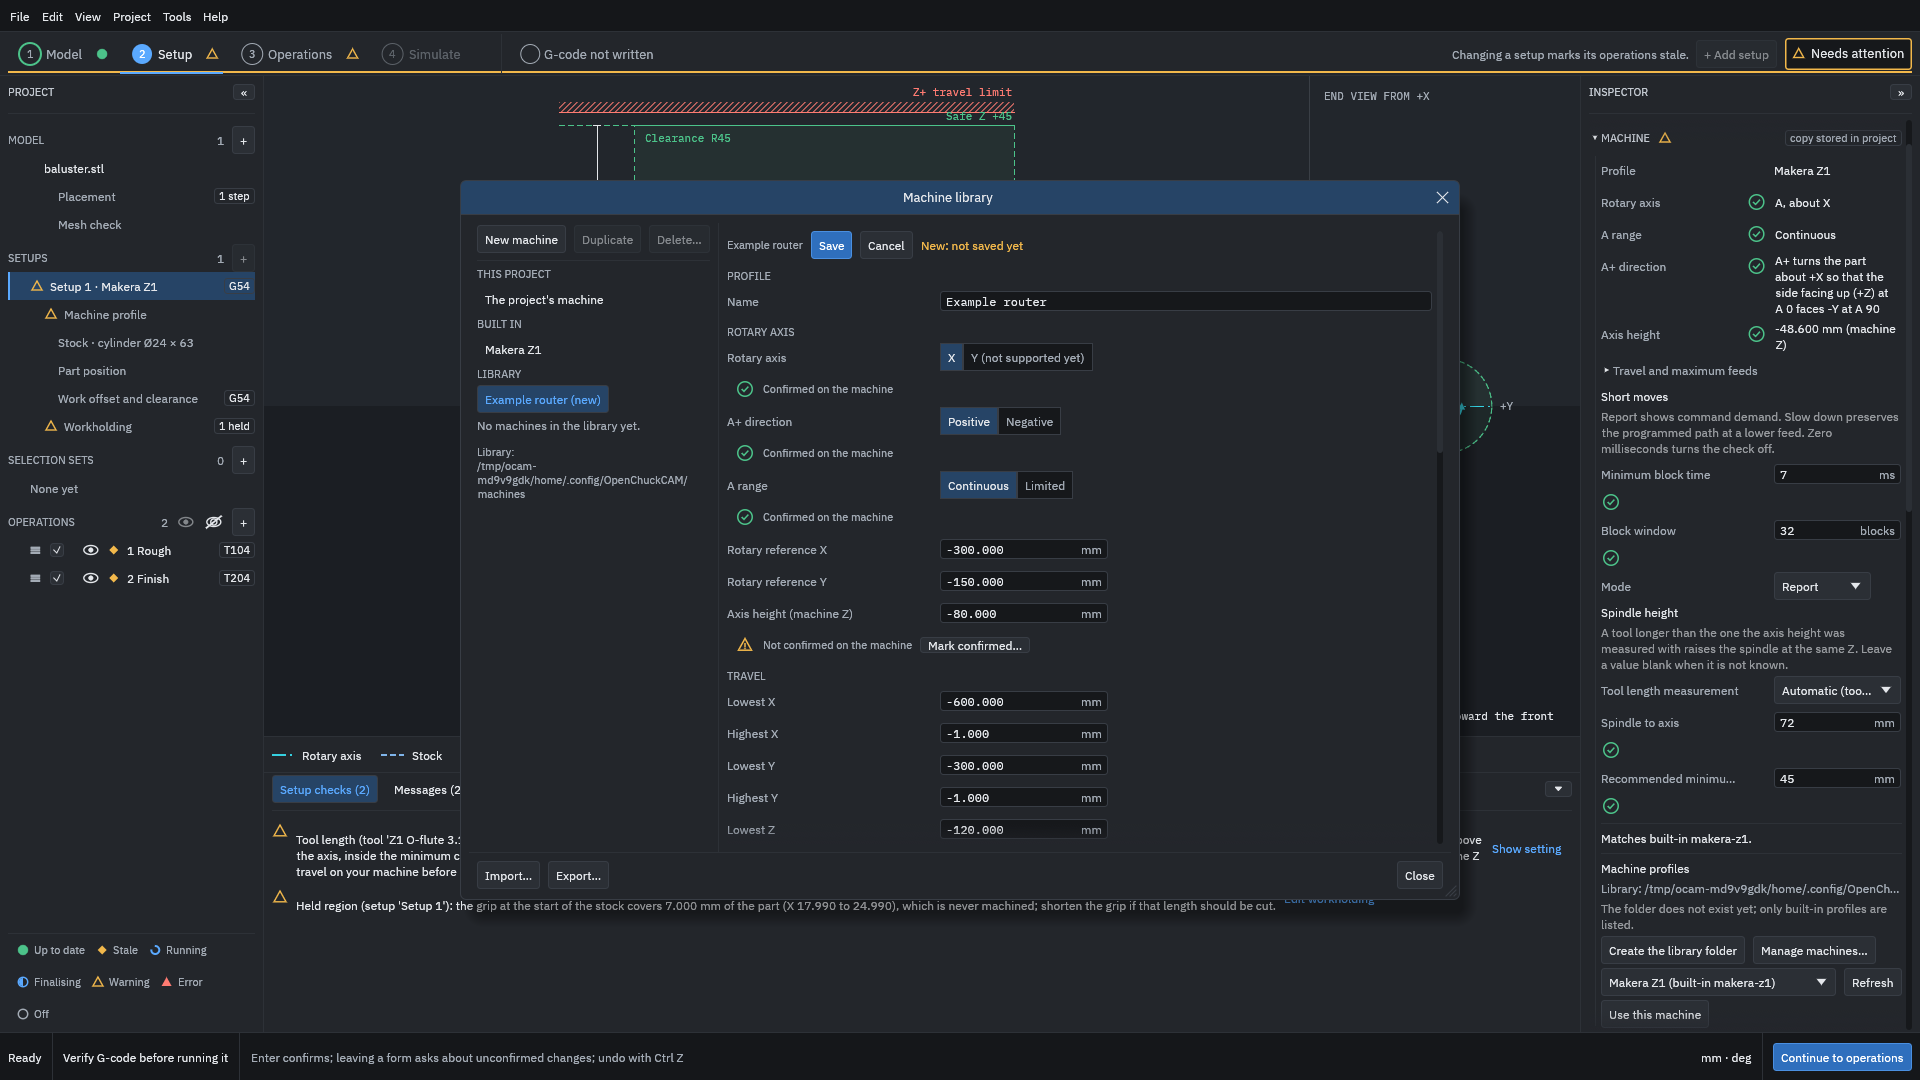 File Edit View Project Tools Help
1 Model 2 Setup 3 Operations 4 Simulate G-code not written
Changing a setup marks its operations stale. + Add setup Needs attention
PROJECT «
MODEL 1 +
baluster.stl
Placement 1 step
Mesh check
SETUPS 1 +
Setup 1 · Makera Z1 G54
Machine profile
Stock · cylinder Ø24 × 63
Part position
Work offset and clearance G54
Workholding 1 held
SELECTION SETS 0 +
None yet
OPERATIONS 2 +
1 Rough T104
2 Finish T204
Up to date Stale Running
Finalising Warning Error
Off
Z+ travel limit
Safe Z +45
Clearance R45
END VIEW FROM +X
+Y
oward the front
Rotary axis Stock
Setup checks (2) Messages (2
Tool length (tool 'Z1 O-flute 3.
the axis, inside the minimum c
travel on your machine before
ove
e Z
Show setting
Held region (setup 'Setup 1'): the grip at the start of the stock covers 7.000 mm of the part (X 17.990 to 24.990), which is never machined; shorten the grip if that length should be cut. Edit workholding
Machine library
New machine Duplicate Delete...
THIS PROJECT
The project's machine
BUILT IN
Makera Z1
LIBRARY
Example router (new)
No machines in the library yet.
Library:
/tmp/ocam-
md9v9gdk/home/.config/OpenChuckCAM/
machines
Example router Save Cancel New: not saved yet
PROFILE
Name Example router
ROTARY AXIS
Rotary axis X Y (not supported yet)
Confirmed on the machine
A+ direction Positive Negative
Confirmed on the machine
A range Continuous Limited
Confirmed on the machine
Rotary reference X -300.000 mm
Rotary reference Y -150.000 mm
Axis height (machine Z) -80.000 mm
Not confirmed on the machine Mark confirmed...
TRAVEL
Lowest X -600.000 mm
Highest X -1.000 mm
Lowest Y -300.000 mm
Highest Y -1.000 mm
Lowest Z -120.000 mm
Import... Export... Close
INSPECTOR »
MACHINE copy stored in project
Profile Makera Z1
Rotary axis A, about X
A range Continuous
A+ direction A+ turns the part
about +X so that the
side facing up (+Z) at
A 0 faces -Y at A 90
Axis height -48.600 mm (machine
Z)
Travel and maximum feeds
Short moves
Report shows command demand. Slow down preserves
the programmed path at a lower feed. Zero
milliseconds turns the check off.
Minimum block time 7 ms
Block window 32 blocks
Mode Report
Spindle height
A tool longer than the one the axis height was
measured with raises the spindle at the same Z. Leave
a value blank when it is not known.
Tool length measurement Automatic (too...
Spindle to axis 72 mm
Recommended minimu... 45 mm
Matches built-in makera-z1.
Machine profiles
Library: /tmp/ocam-md9v9gdk/home/.config/OpenCh...
The folder does not exist yet; only built-in profiles are
listed.
Create the library folder Manage machines...
Makera Z1 (built-in makera-z1) Refresh
Use this machine
Ready Verify G-code before running it Enter confirms; leaving a form asks about unconfirmed changes; undo with Ctrl Z
mm · deg Continue to operations